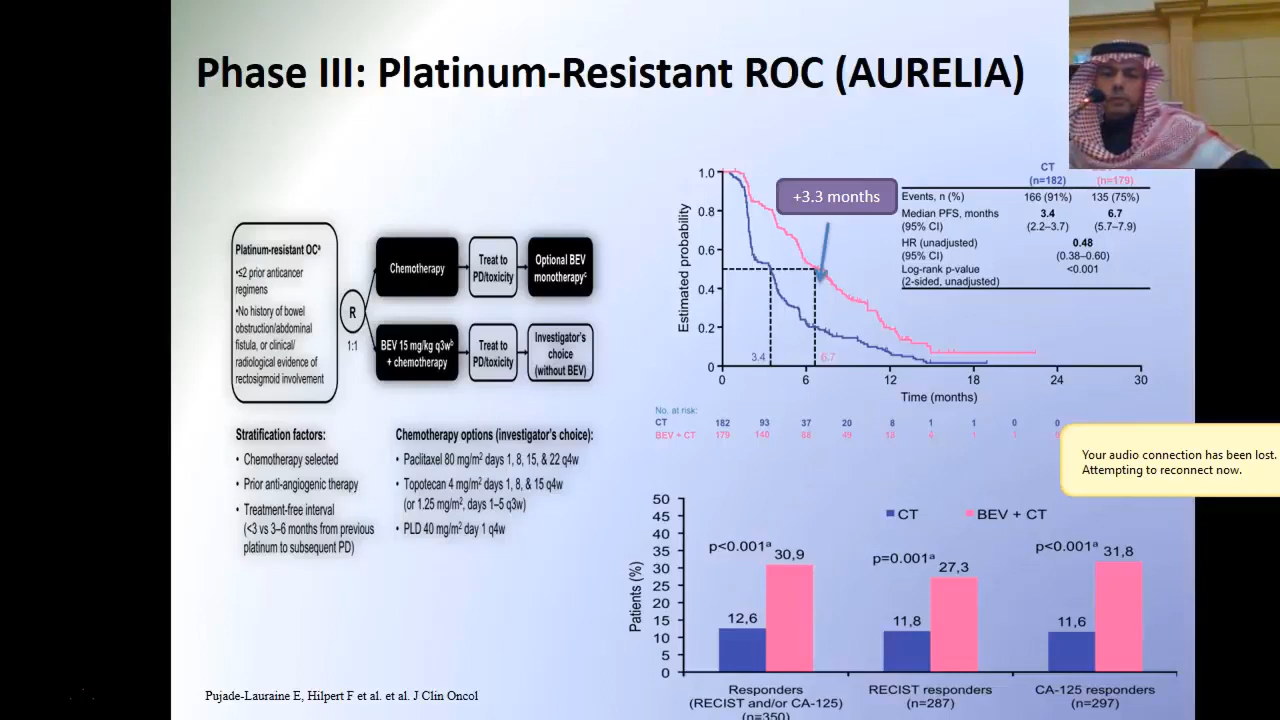 Phase III: Platinum-Resistant ROC (AURELIA)
Platinum-resistant OCª
•≤2 prior anticancer
regimens
•No history of bowel
obstruction/abdominal
fistula, or clinical/
radiological evidence of
rectosigmoid involvement
R
1:1
Chemotherapy
Treat to
PD/toxicity
Optional BEV
monotherapyᶜ
BEV 15 mg/kg q3wᵇ
+ chemotherapy
Treat to
PD/toxicity
Investigator's
choice
(without BEV)
Stratification factors:
• Chemotherapy selected
• Prior anti-angiogenic therapy
• Treatment-free interval
(<3 vs 3–6 months from previous
platinum to subsequent PD)
Chemotherapy options (investigator's choice):
• Paclitaxel 80 mg/m² days 1, 8, 15, & 22 q4w
• Topotecan 4 mg/m² days 1, 8, & 15 q4w
(or 1.25 mg/m², days 1–5 q3w)
• PLD 40 mg/m² day 1 q4w
Pujade-Lauraine E, Hilpert F et al. et al. J Clin Oncol
+3.3 months
CT
(n=182) (n=179)
Events, n (%) 166 (91%) 135 (75%)
Median PFS, months 3.4 6.7
(95% CI) (2.2–3.7) (5.7–7.9)
HR (unadjusted) 0.48
(95% CI) (0.38–0.60)
Log-rank p-value <0.001
(2-sided, unadjusted)
Estimated probability
1.0
0.8
0.6
0.4
0.2
0
3.4 6.7
0 6 12 18 24 30
Time (months)
No. at risk:
CT 182 93 37 20 8 1 1 0 0
BEV + CT 179 140 88 49 18 4 1 1
Your audio connection has been lost.
Attempting to reconnect now.
Patients (%)
50
45
40
35
30
25
20
15
10
5
0
CT BEV + CT
p<0.001ª 30,9
12,6
p=0.001ª 27,3
11,8
p<0.001ª 31,8
11,6
Responders
(RECIST and/or CA-125)
(n=350)
RECIST responders
(n=287)
CA-125 responders
(n=297)